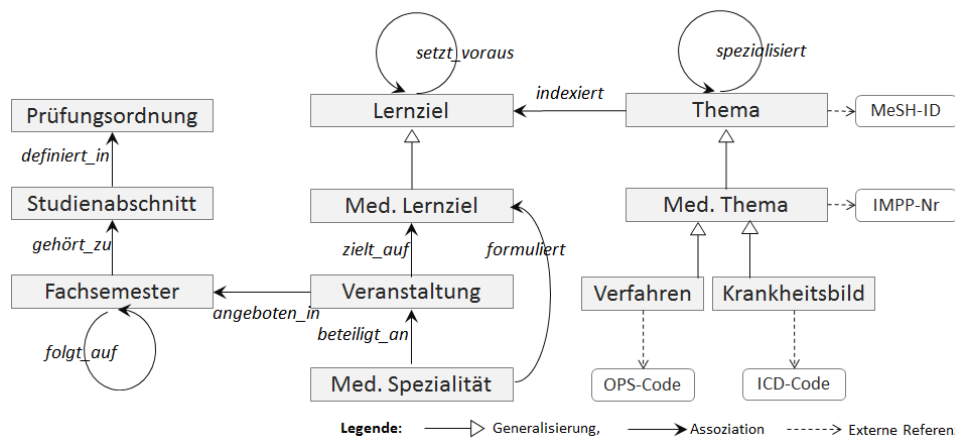 setzt_voraus
spezialisiert
Prüfungsordnung
Lernziel
indexiert
Thema
MeSH-ID
definiert_in
Studienabschnitt
Med. Lernziel
Med. Thema
IMPP-Nr
gehört_zu
zielt_auf
formuliert
Fachsemester
angeboten_in
Veranstaltung
Verfahren
Krankheitsbild
folgt_auf
beteiligt_an
Med. Spezialität
OPS-Code
ICD-Code
Legende: Generalisierung, Assoziation Externe Referen